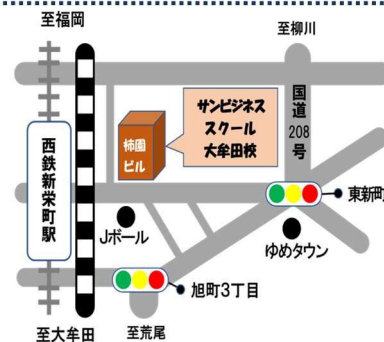 至福岡
至柳川
サンビジネス
スクール
大牟田校
国道208号
柿園
ビル
西鉄新栄町駅
東新町
Jボール
ゆめタウン
旭町3丁目
至大牟田
至荒尾